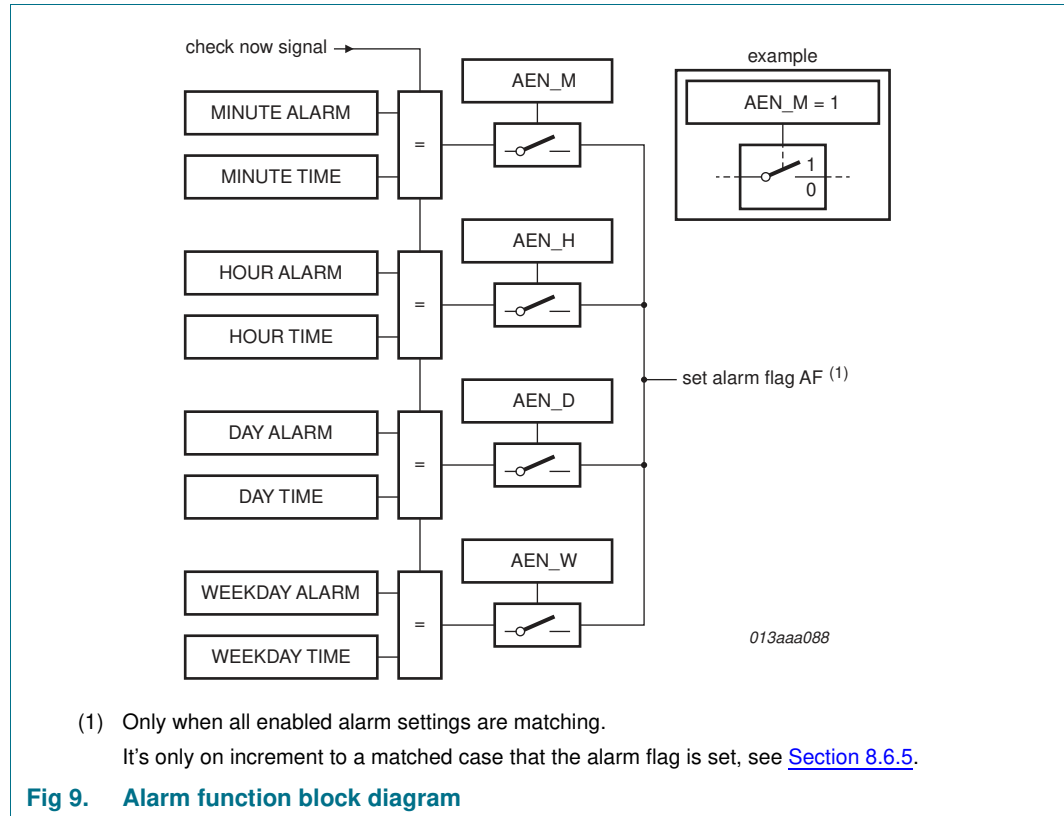 check now signal
example
AEN_M
AEN_M = 1
MINUTE ALARM
=
MINUTE TIME
1
0
AEN_H
HOUR ALARM
=
HOUR TIME
set alarm flag AF (1)
AEN_D
DAY ALARM
=
DAY TIME
AEN_W
WEEKDAY ALARM
=
WEEKDAY TIME
013aaa088
(1) Only when all enabled alarm settings are matching.
It's only on increment to a matched case that the alarm flag is set, see Section 8.6.5.
Fig 9. Alarm function block diagram